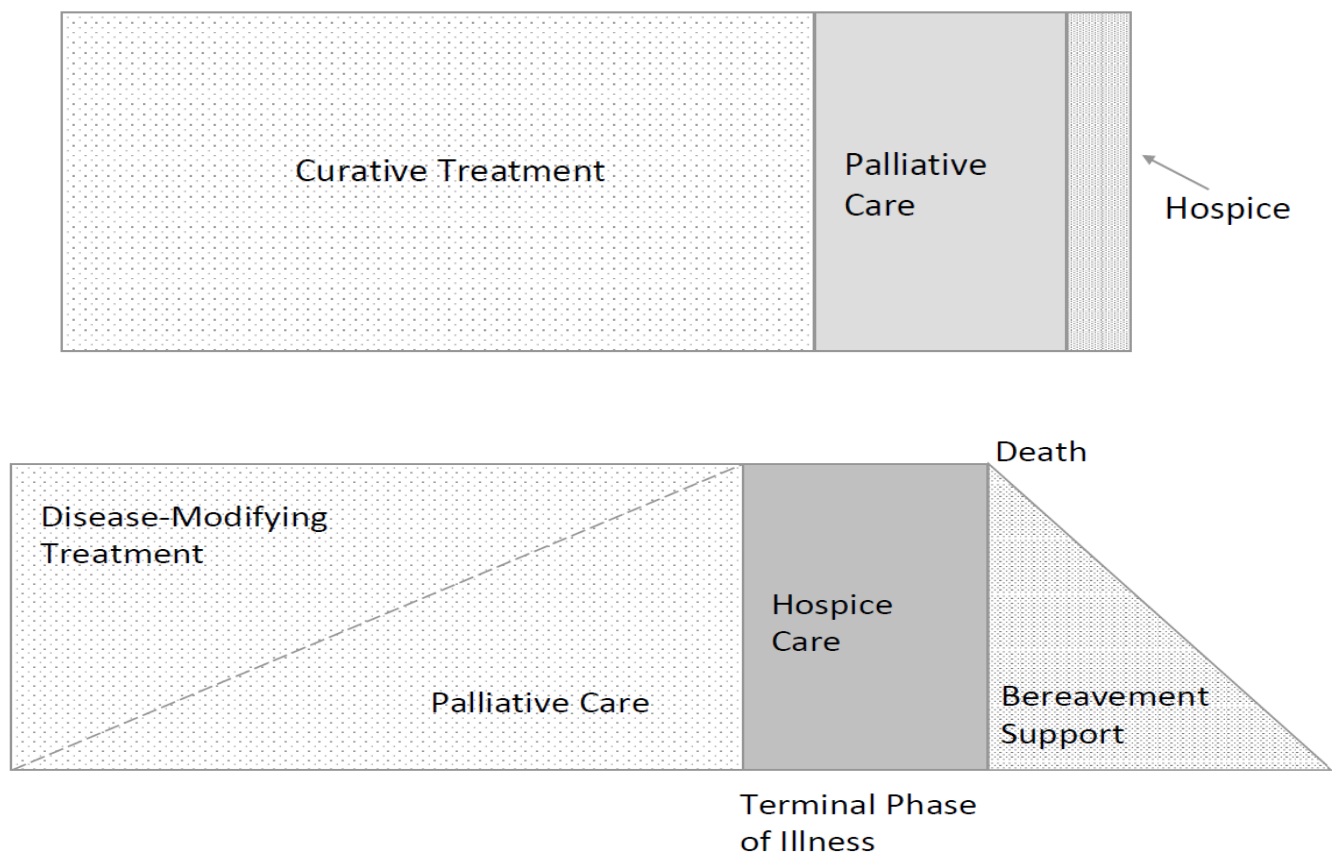 Curative Treatment
Palliative
Care
Hospice
Death
Disease-Modifying
Treatment
Hospice
Care
Palliative Care
Bereavement
Support
Terminal Phase
of Illness